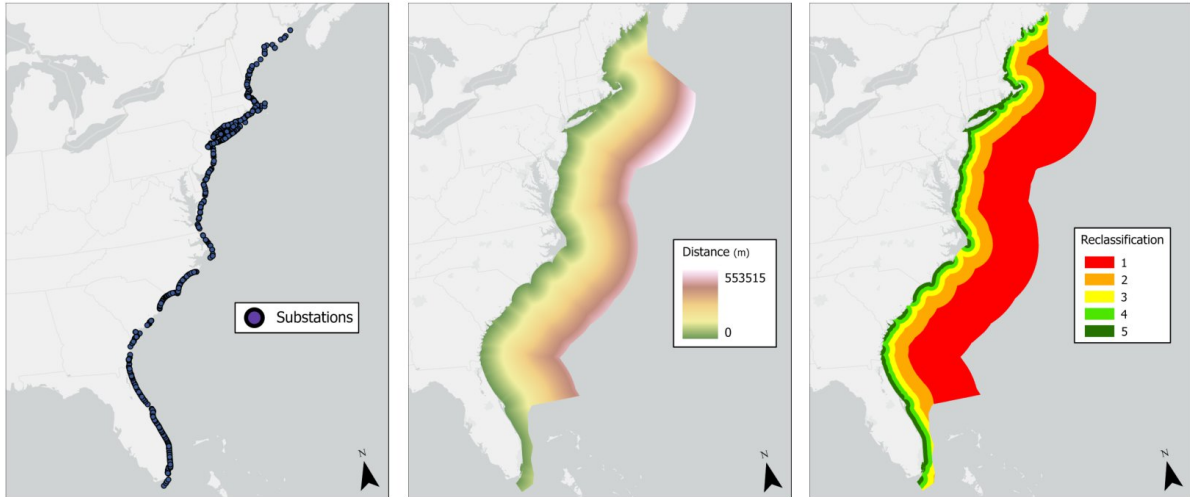 N
Substations
N
Distance (m)
553515
0
N
Reclassification
1
2
3
4
5